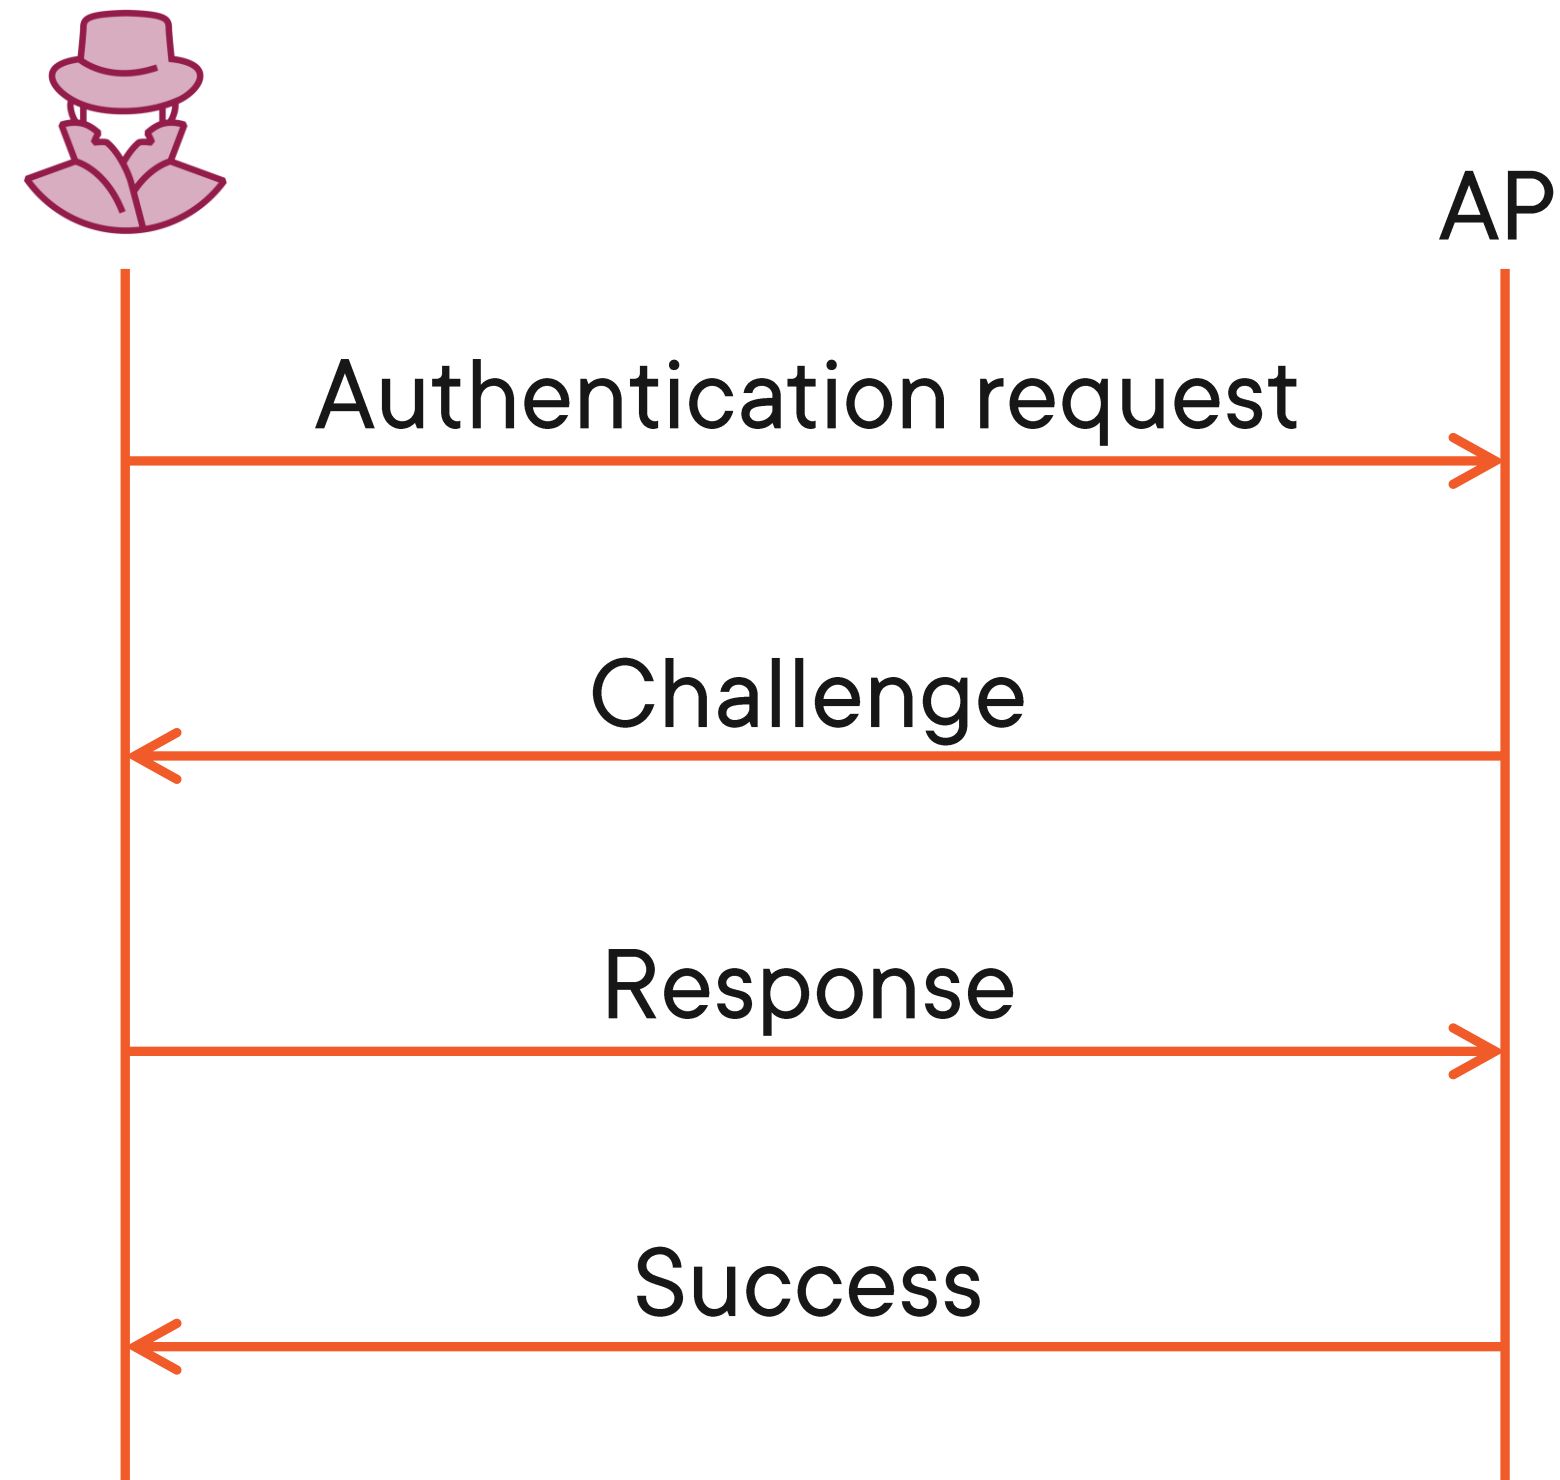 AP
Authentication request
Challenge
Response
Success